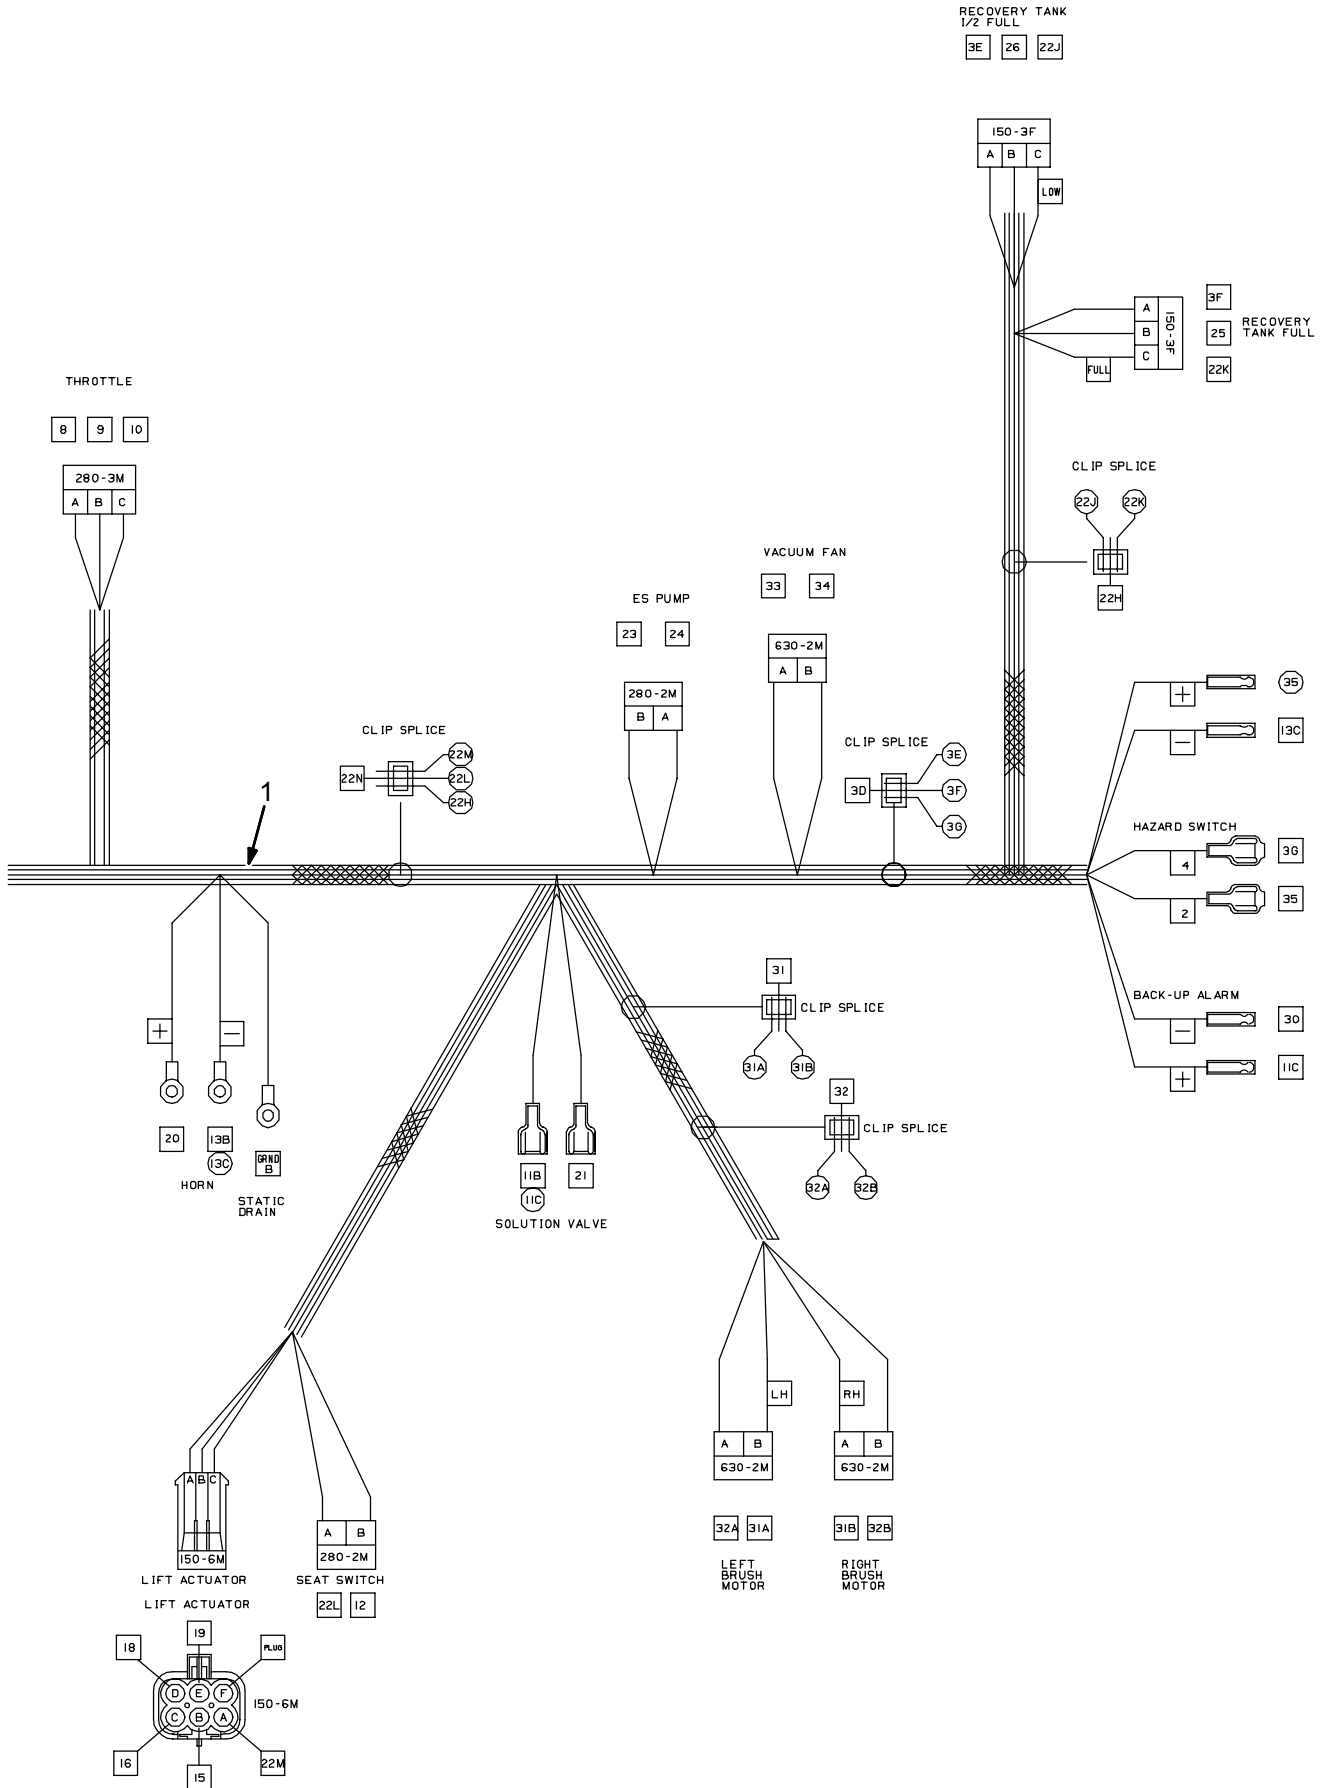 RECOVERY TANK
1/2 FULL
3E 26 22J
150-3F
A B C
LOW
3F
A
B
C
150-3F
25
RECOVERY
TANK FULL
FULL
22K
THROTTLE
8 9 10
280-3M
A B C
CLIP SPLICE
22J 22K
22H
VACUUM FAN
33 34
630-2M
A B
ES PUMP
23 24
280-2M
B A
CLIP SPLICE
22N
22M
22L
22H
CLIP SPLICE
3D
3E
3F
3G
+
35
−
13C
HAZARD SWITCH
4
3G
2
35
BACK-UP ALARM
−
30
+
11C
1
+ −
20
13B
13C
HORN
GRND
B
STATIC
DRAIN
11B
11C
21
SOLUTION VALVE
31
CLIP SPLICE
31A 31B
32
CLIP SPLICE
32A 32B
LH RH
A B
630-2M
A B
630-2M
32A 31A
31B 32B
LEFT
BRUSH
MOTOR
RIGHT
BRUSH
MOTOR
A B C
150-6M
LIFT ACTUATOR
A B
280-2M
SEAT SWITCH
22L 12
LIFT ACTUATOR
18 19 PLUG
D E F
C B A
150-6M
16 15 22M